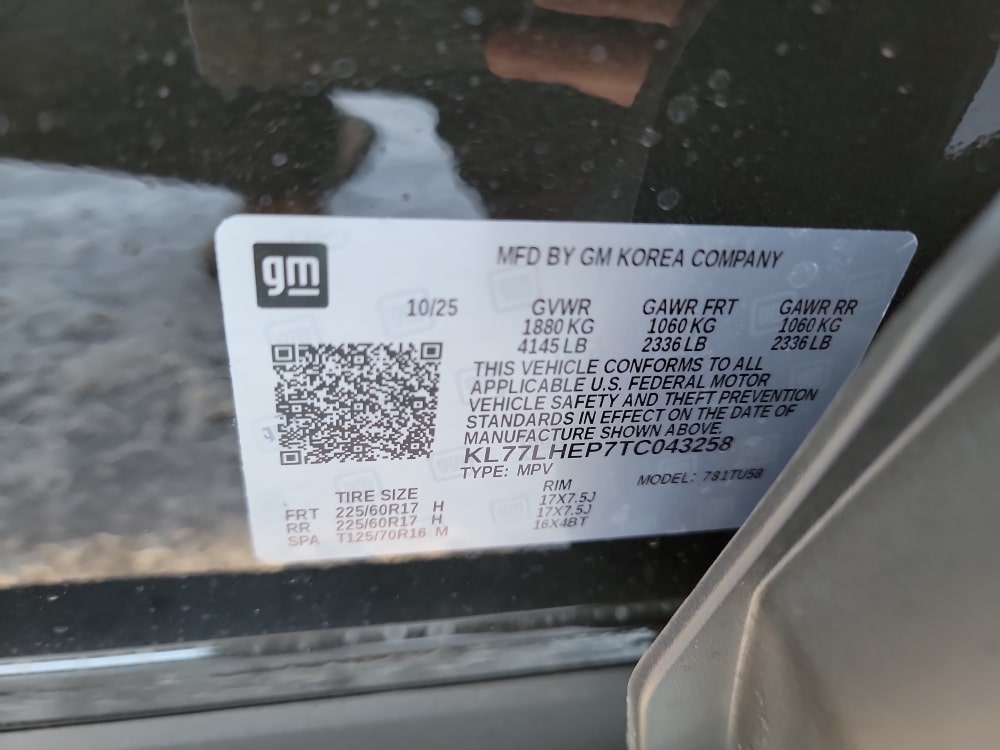 gm
MFD BY GM KOREA COMPANY
10/25 GVWR GAWR FRT GAWR RR
1880 KG 1060 KG 1060 KG
4145 LB 2336 LB 2336 LB
THIS VEHICLE CONFORMS TO ALL
APPLICABLE U.S. FEDERAL MOTOR
VEHICLE SAFETY AND THEFT PREVENTION
STANDARDS IN EFFECT ON THE DATE OF
MANUFACTURE SHOWN ABOVE.
KL77LHEP7TC043258
TYPE: MPV MODEL: 781TU58
TIRE SIZE RIM
FRT 225/60R17 H 17X7.5J
RR 225/60R17 H 17X7.5J
SPA T125/70R16 M 16X4BT